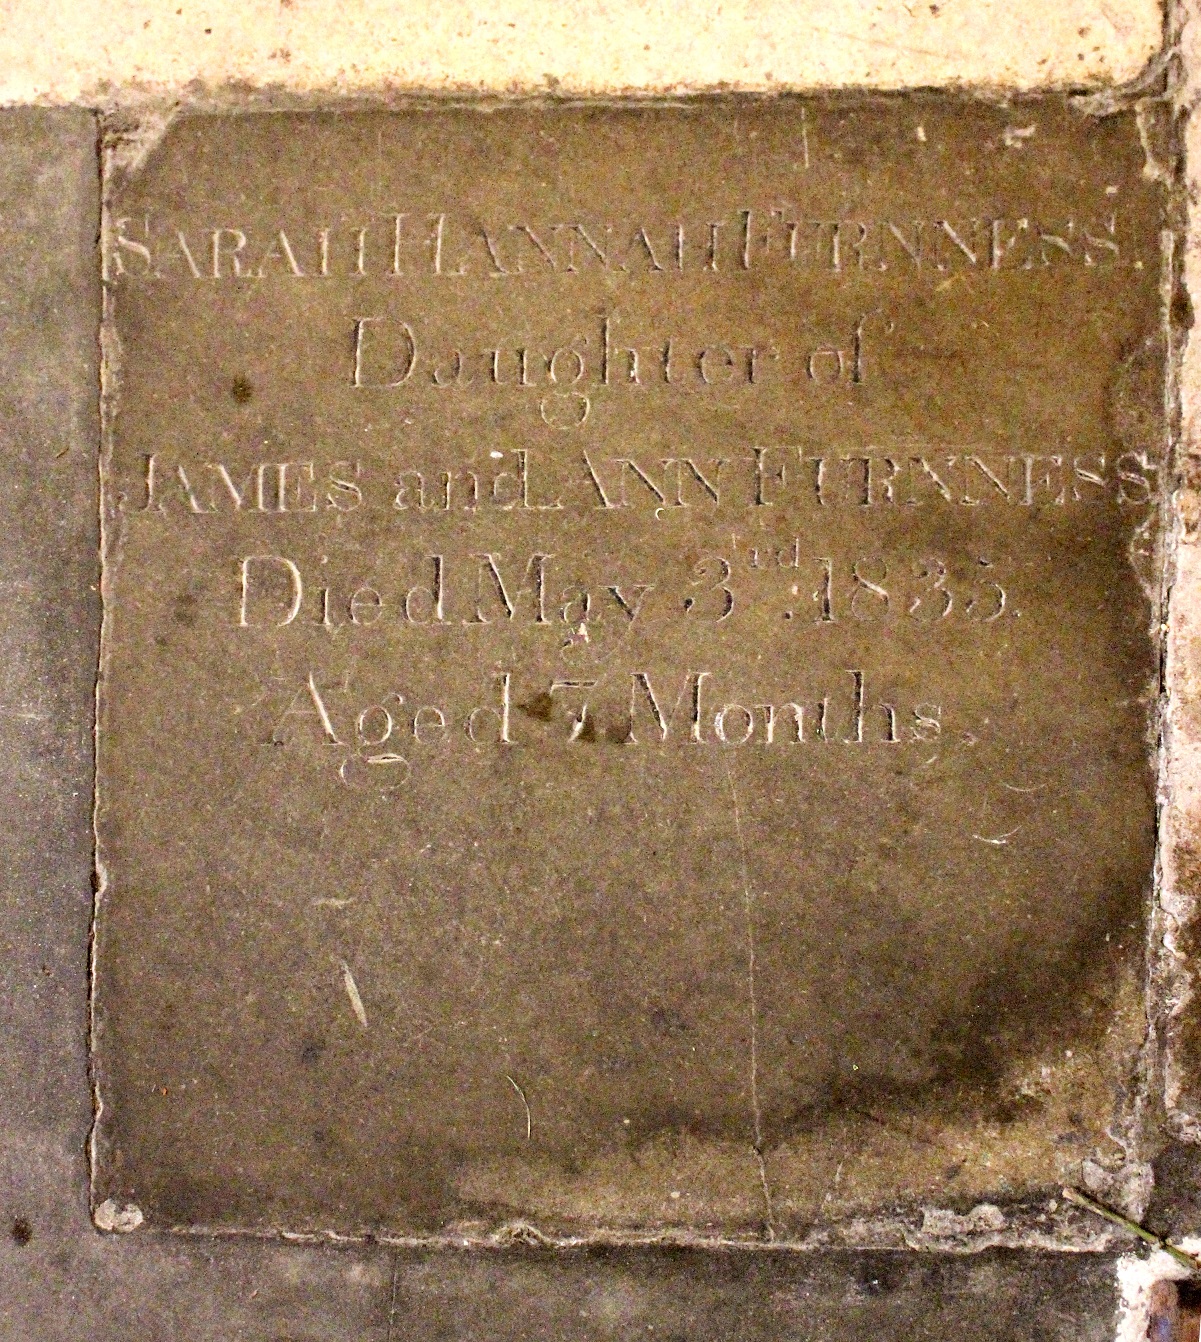 SARAH HANNAH FURNNESS.
Daughter of
JAMES and ANN FURNNESS
Died May 3rd. 1835.
Aged 7 Months.